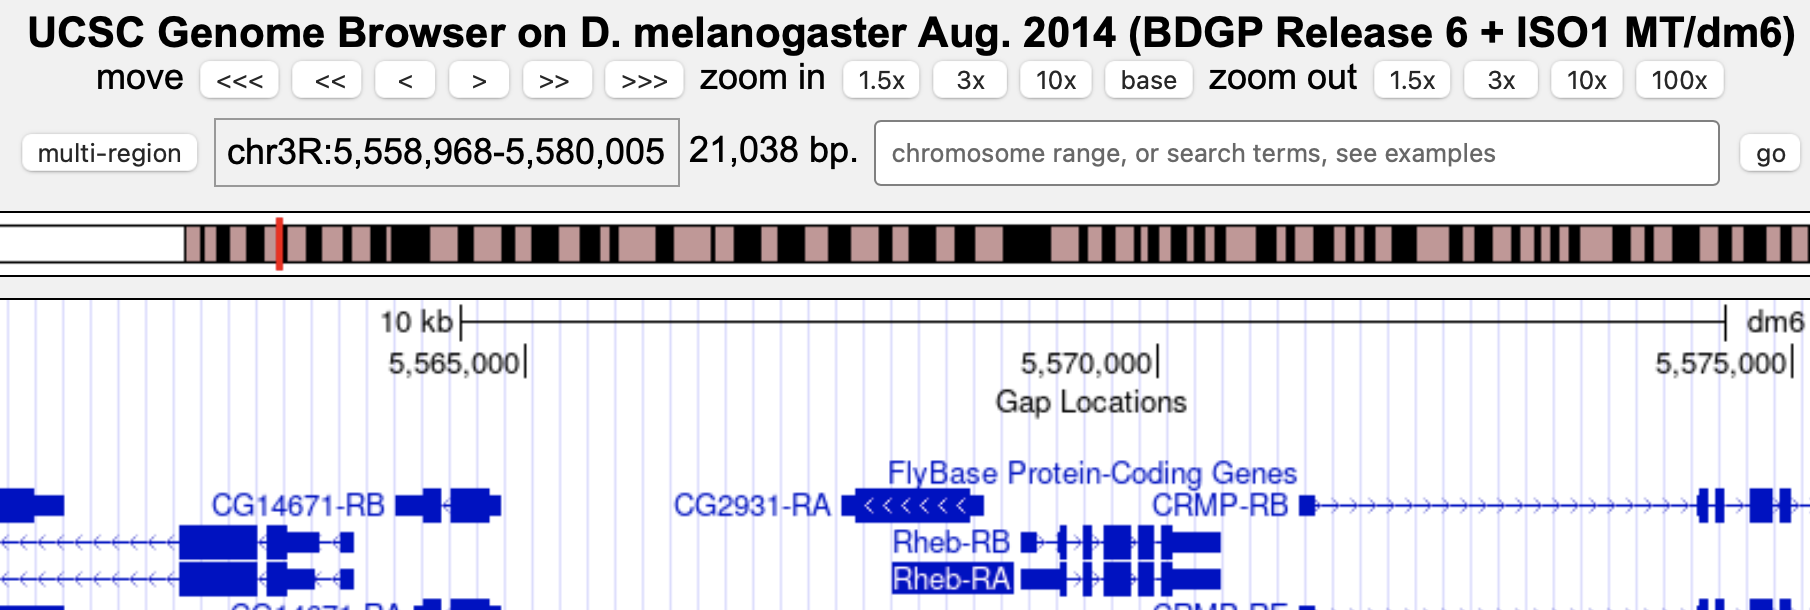 UCSC Genome Browser on D. melanogaster Aug. 2014 (BDGP Release 6 + ISO1 MT/dm6)
move <<< << < > >> >>> zoom in 1.5x 3x 10x base zoom out 1.5x 3x 10x 100x
multi-region chr3R:5,558,968-5,580,005 21,038 bp. chromosome range, or search terms, see examples go
10 kb dm6
5,565,000 5,570,000 5,575,000
Gap Locations
FlyBase Protein-Coding Genes
CG14671-RB CG2931-RA CRMP-RB
Rheb-RB
Rheb-RA